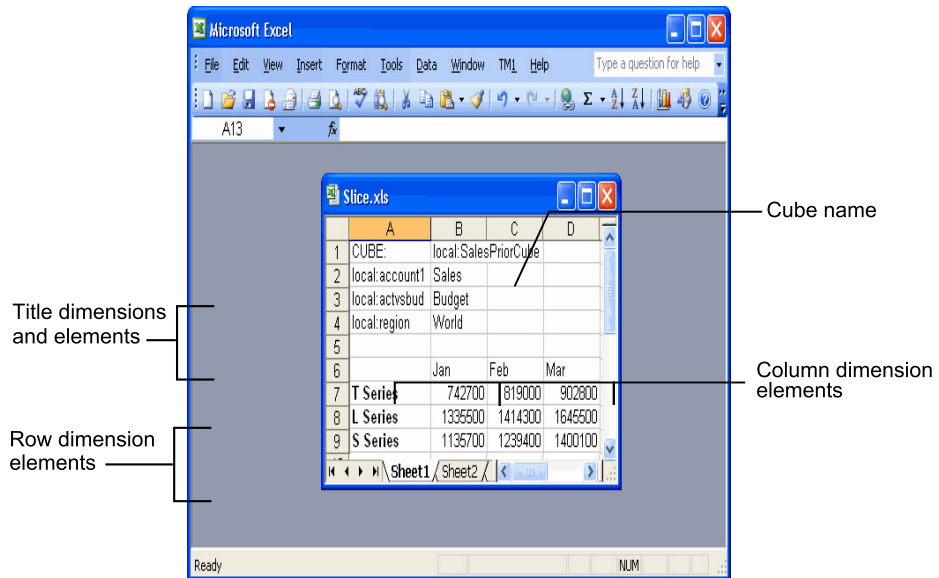 Microsoft Excel
File Edit View Insert Format Tools Data Window TM1 Help Type a question for help
A13 fx
Slice.xls
Cube name
A B C D
1 CUBE: local:SalesPriorCube
2 local:account1 Sales
3 local:actvsbud Budget
4 local:region World
5
6 Jan Feb Mar
7 T Series 742700 819000 902800
8 L Series 1335500 1414300 1645500
9 S Series 1135700 1239400 1400100
Sheet1 Sheet2
Title dimensions
and elements
Column dimension
elements
Row dimension
elements
Ready NUM